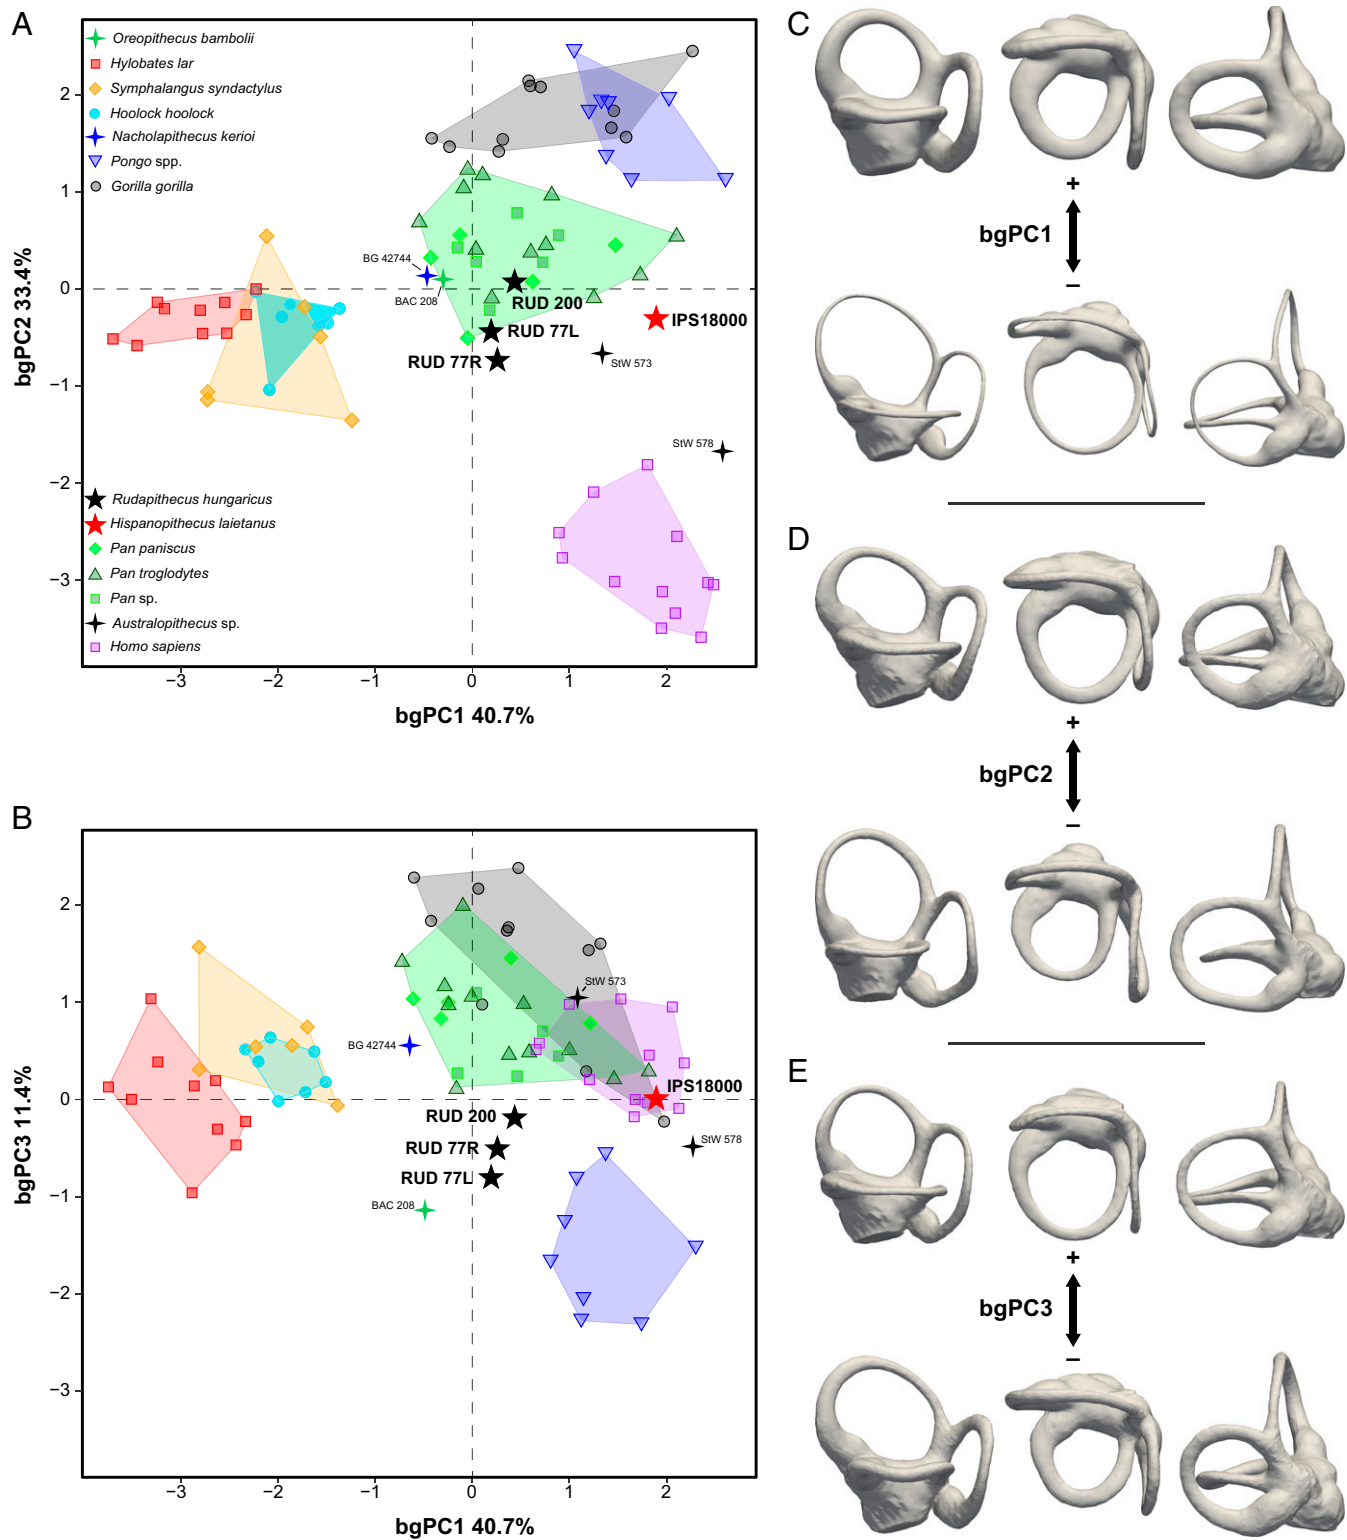 A
Oreopithecus bambolii
Hylobates lar
Symphalangus syndactylus
Hoolock hoolock
Nacholapithecus kerioi
Pongo spp.
Gorilla gorilla
BG 42744
BAC 208
RUD 200
RUD 77L
RUD 77R
IPS18000
StW 573
StW 578
Rudapithecus hungaricus
Hispanopithecus laietanus
Pan paniscus
Pan troglodytes
Pan sp.
Australopithecus sp.
Homo sapiens
2
1
0
−1
−2
−3
bgPC2 33.4%
−3
−2
−1
0
1
2
bgPC1 40.7%
B
StW 573
BG 42744
IPS18000
RUD 200
RUD 77R
RUD 77L
StW 578
BAC 208
2
1
0
−1
−2
−3
bgPC3 11.4%
−3
−2
−1
0
1
2
bgPC1 40.7%
C
+
bgPC1
−
D
+
bgPC2
−
E
+
bgPC3
−